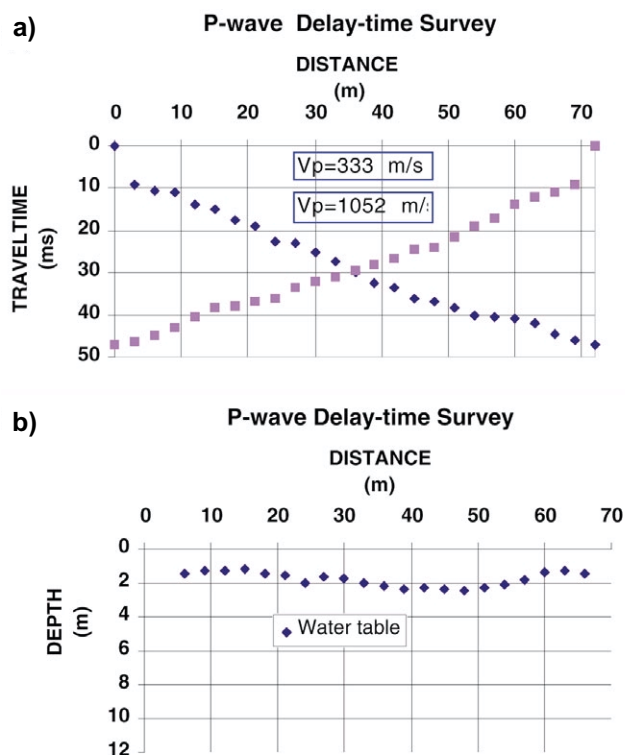 a)
P-wave Delay-time Survey
DISTANCE
(m)
0 10 20 30 40 50 60 70
0
10
20
30
40
50
TRAVELTIME
(ms)
Vp=333 m/s
Vp=1052 m/s
b)
P-wave Delay-time Survey
DISTANCE
(m)
0 10 20 30 40 50 60 70
0
2
4
6
8
10
12
DEPTH
(m)
Water table